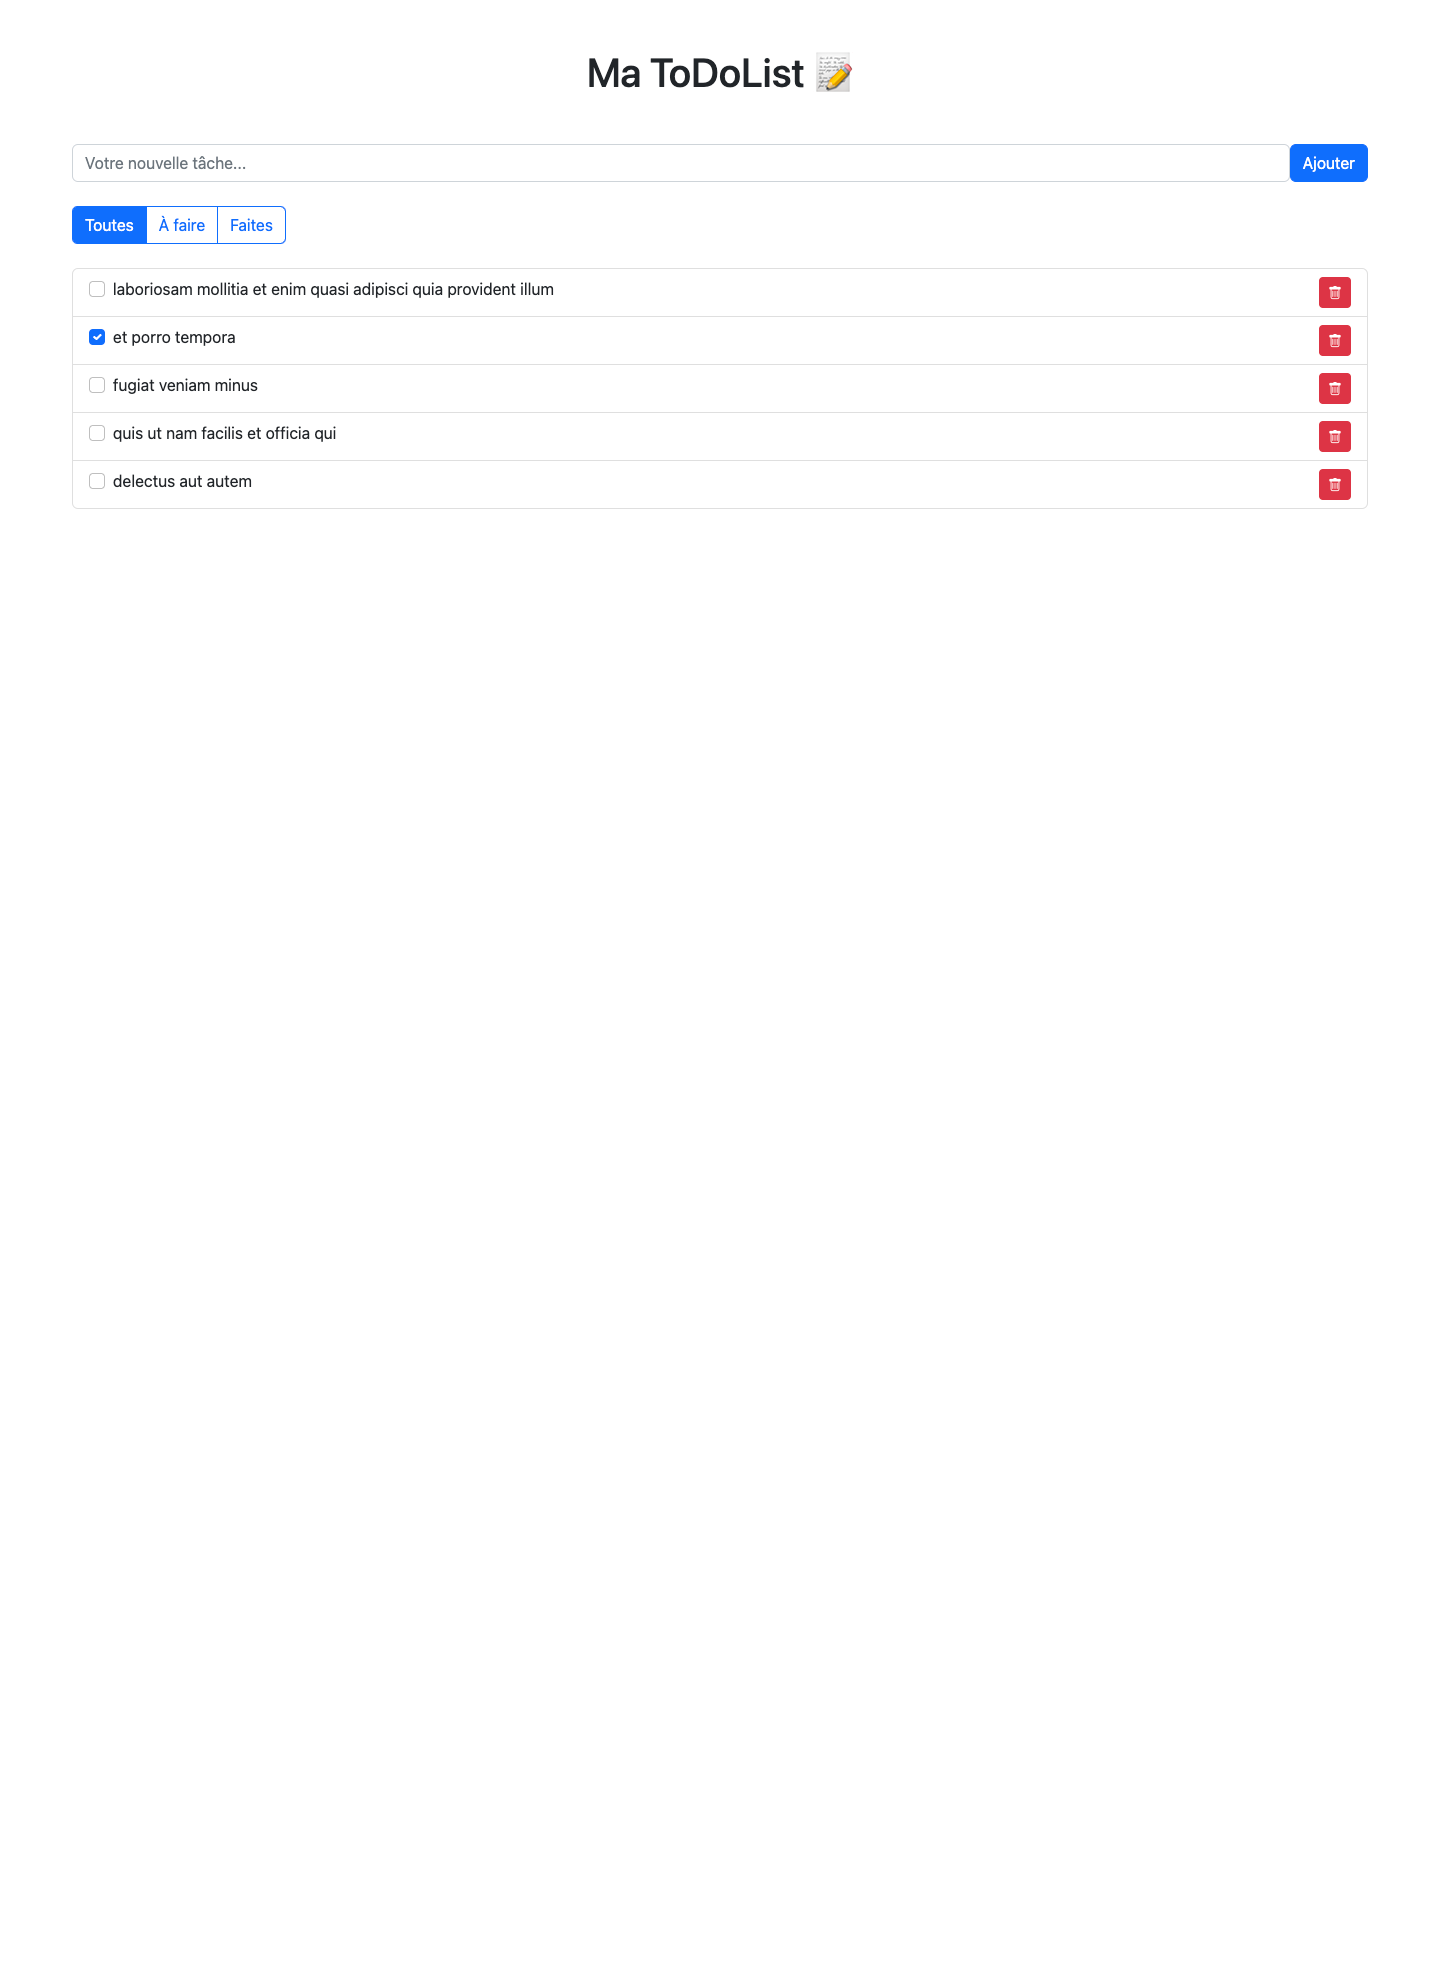 Ma ToDoList 📝
Votre nouvelle tâche...
Ajouter
Toutes
À faire
Faites
laboriosam mollitia et enim quasi adipisci quia provident illum
et porro tempora
fugiat veniam minus
quis ut nam facilis et officia qui
delectus aut autem